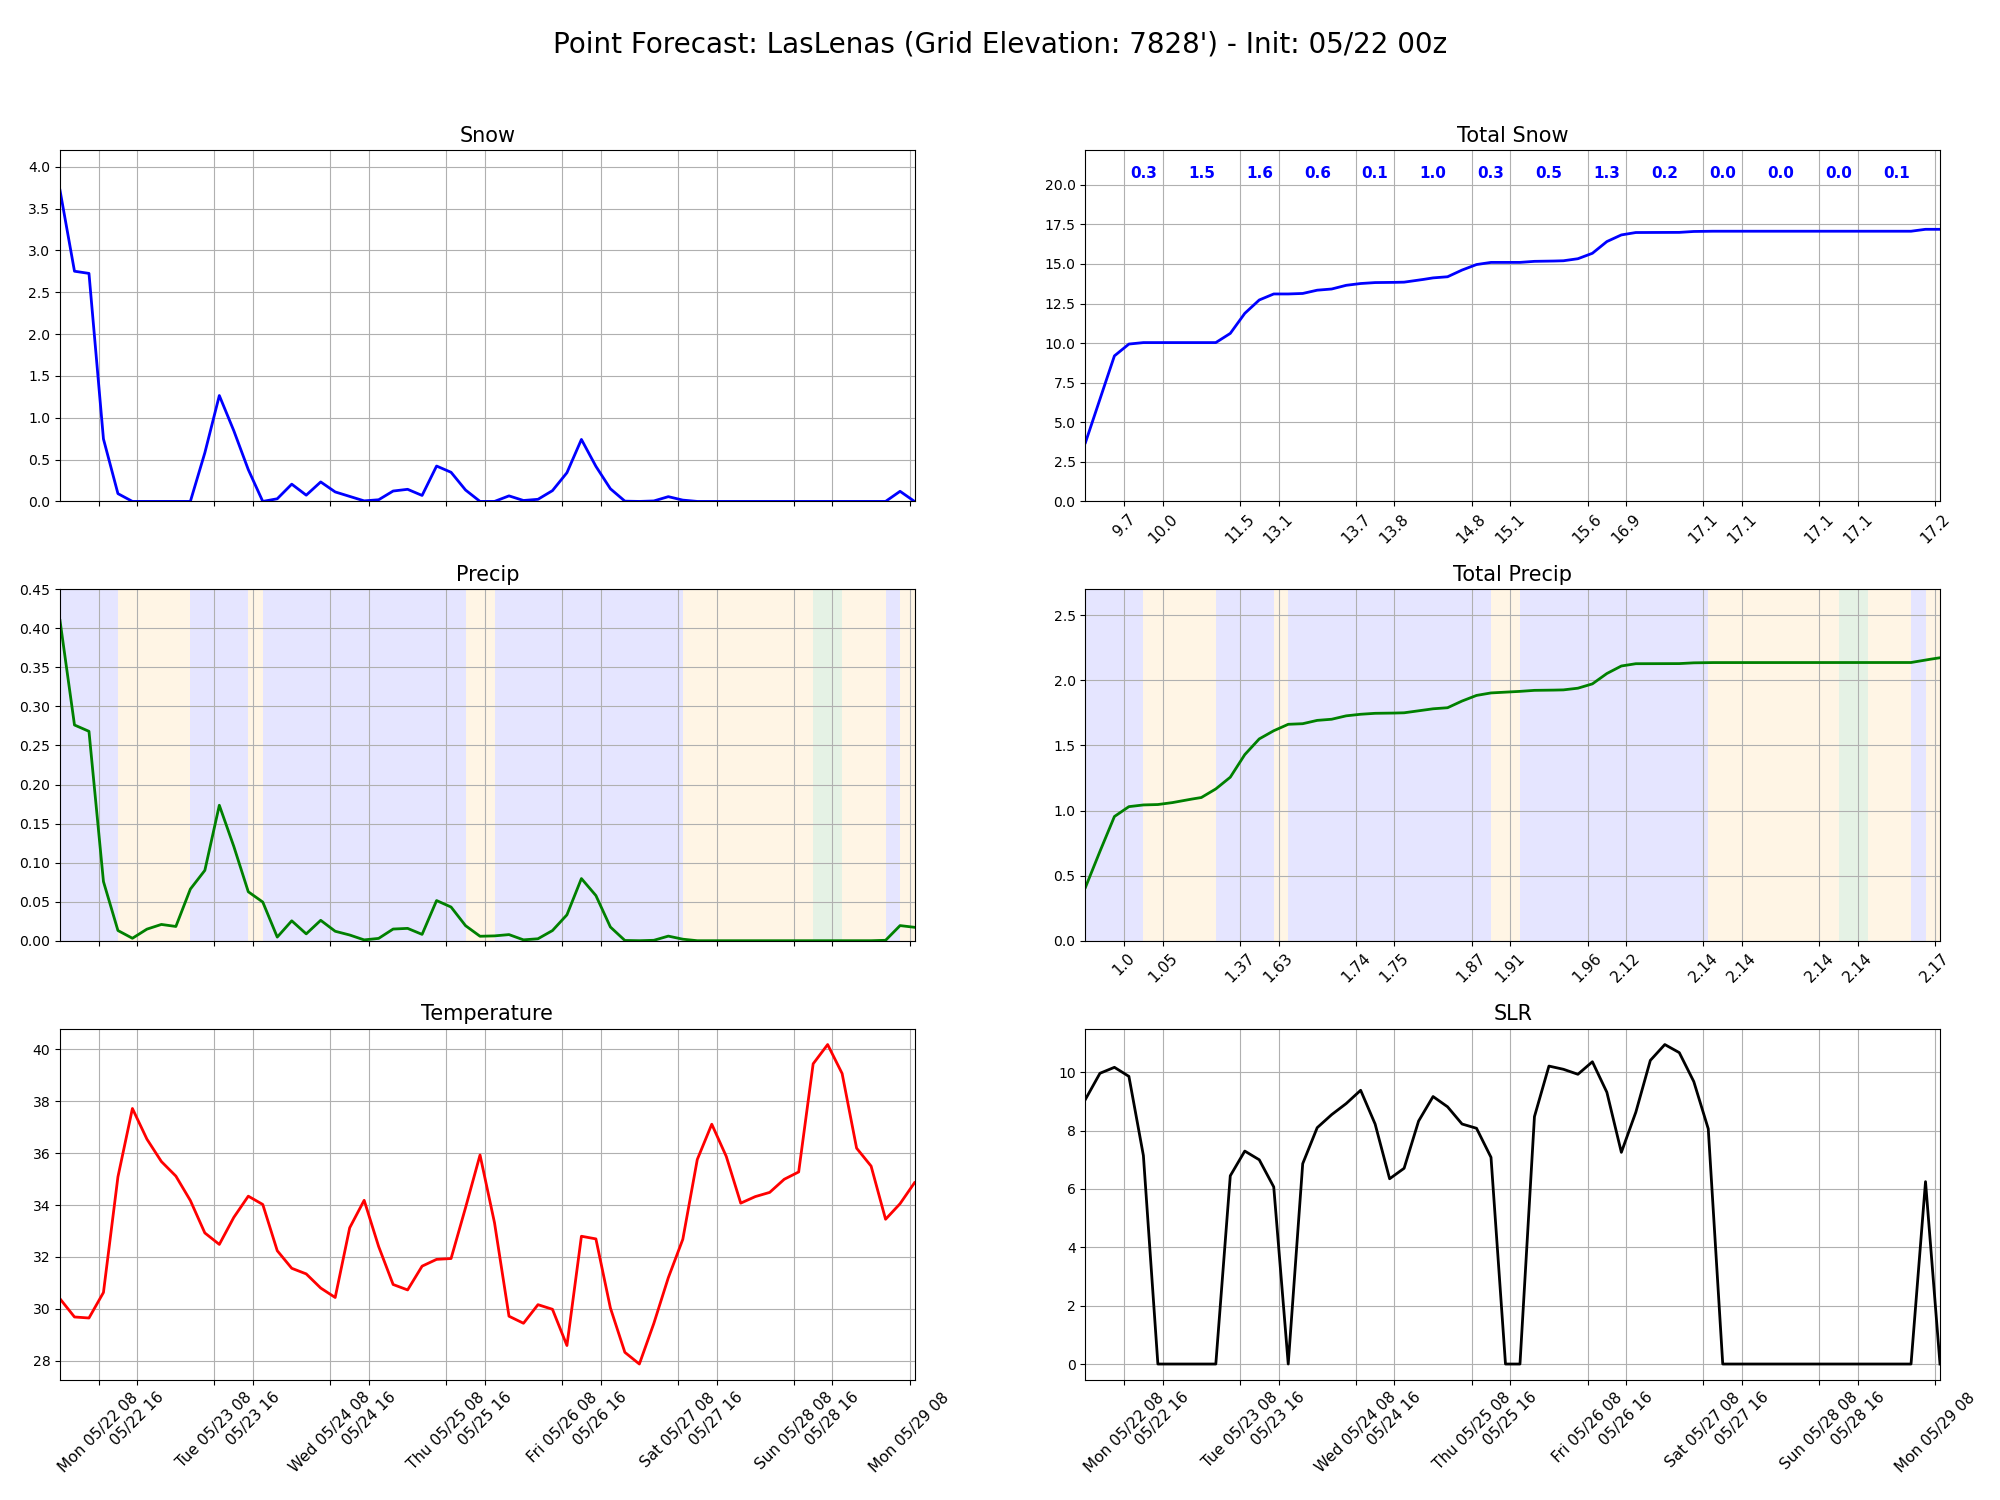 Point Forecast: LasLenas (Grid Elevation: 7828') - Init: 05/22 00z
Snow
4.0
3.5
3.0
2.5
2.0
1.5
1.0
0.5
0.0
Total Snow
0.3 1.5 1.6 0.6 0.1 1.0 0.3 0.5 1.3 0.2 0.0 0.0 0.0 0.1
20.0
17.5
15.0
12.5
10.0
7.5
5.0
2.5
0.0
9.7 10.0 11.5 13.1 13.7 13.8 14.8 15.1 15.6 16.9 17.1 17.1 17.1 17.1 17.2
Precip
0.45
0.40
0.35
0.30
0.25
0.20
0.15
0.10
0.05
0.00
Total Precip
2.5
2.0
1.5
1.0
0.5
0.0
1.0 1.05 1.37 1.63 1.74 1.75 1.87 1.91 1.96 2.12 2.14 2.14 2.14 2.14 2.17
Temperature
40
38
36
34
32
30
28
Mon 05/22 08
05/22 16
Tue 05/23 08
05/23 16
Wed 05/24 08
05/24 16
Thu 05/25 08
05/25 16
Fri 05/26 08
05/26 16
Sat 05/27 08
05/27 16
Sun 05/28 08
05/28 16
Mon 05/29 08
SLR
10
8
6
4
2
0
Mon 05/22 08
05/22 16
Tue 05/23 08
05/23 16
Wed 05/24 08
05/24 16
Thu 05/25 08
05/25 16
Fri 05/26 08
05/26 16
Sat 05/27 08
05/27 16
Sun 05/28 08
05/28 16
Mon 05/29 08